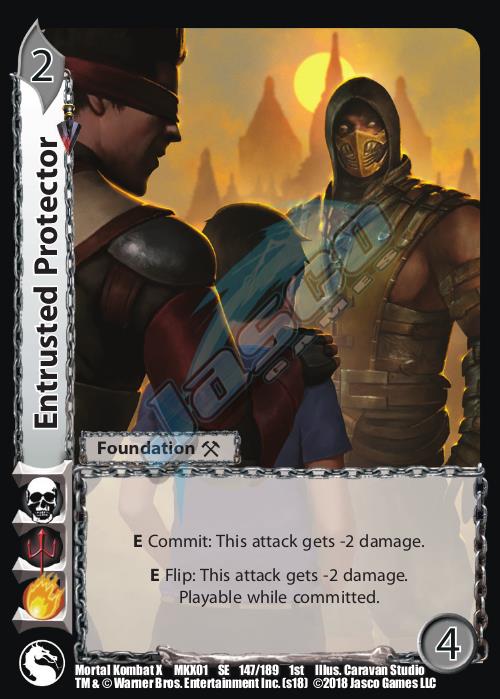 2
Entrusted Protector
Jasco
GAMES
Foundation
E Commit: This attack gets -2 damage.
E Flip: This attack gets -2 damage.
Playable while committed.
4
Mortal Kombat X MKX01 SE 147/189 1st Illus. Caravan Studio
TM & © Warner Bros. Entertainment Inc. (s18) ©2018 Jasco Games LLC